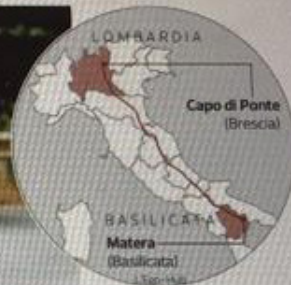 LOMBARDIA
Capo di Ponte
(Brescia)
BASILICATA
Matera
(Basilicata)